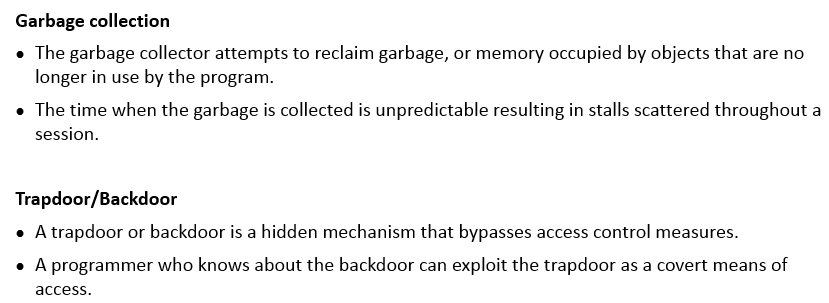 Garbage collection
• The garbage collector attempts to reclaim garbage, or memory occupied by objects that are no
longer in use by the program.
• The time when the garbage is collected is unpredictable resulting in stalls scattered throughout a
session.
Trapdoor/Backdoor
• A trapdoor or backdoor is a hidden mechanism that bypasses access control measures.
• A programmer who knows about the backdoor can exploit the trapdoor as a covert means of
access.